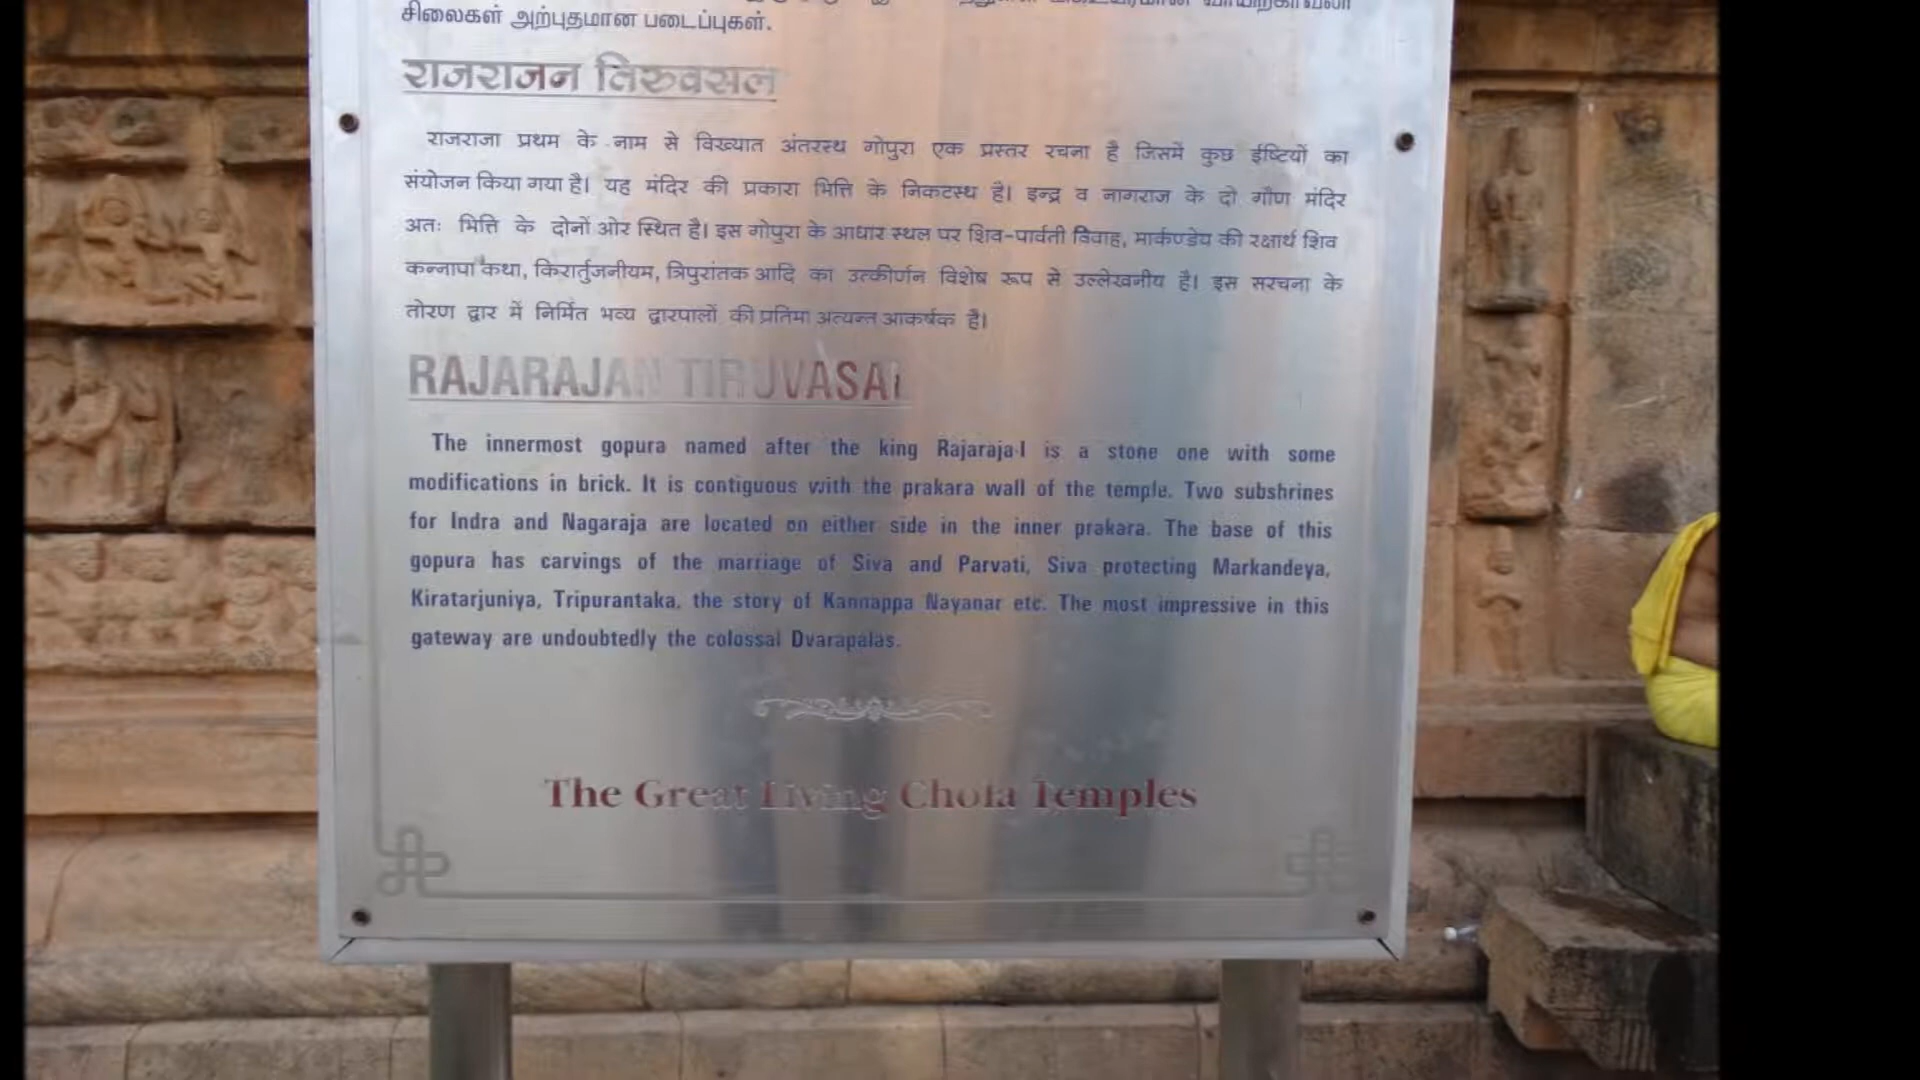 சிலைகள் அற்புதமான படைப்புகள்.
राजराजन तिरुवसल
राजराजा प्रथम के नाम से विख्यात अंतरस्थ गोपुरा एक प्रस्तर रचना है जिसमें कुछ ईष्टियों का
संयोजन किया गया है। यह मंदिर की प्रकारा भित्ति के निकटस्थ है। इन्द्र व नागराज के दो गौण मंदिर
अतः भित्ति के दोनों ओर स्थित है। इस गोपुरा के आधार स्थल पर शिव-पार्वती विवाह, मार्कण्डेय की रक्षार्थ शिव
कन्नापा कथा, किरार्तुजनीयम, त्रिपुरांतक आदि का उत्कीर्णन विशेष रूप से उल्लेखनीय है। इस सरचना के
तोरण द्वार में निर्मित भव्य द्वारपालों की प्रतिमा अत्यन्त आकर्षक है।
RAJARAJAN TIRUVASAL
The innermost gopura named after the king Rajaraja-I is a stone one with some
modifications in brick. It is contiguous with the prakara wall of the temple. Two subshrines
for Indra and Nagaraja are located on either side in the inner prakara. The base of this
gopura has carvings of the marriage of Siva and Parvati, Siva protecting Markandeya,
Kiratarjuniya, Tripurantaka, the story of Kannappa Nayanar etc. The most impressive in this
gateway are undoubtedly the colossal Dvarapalas.
The Great Living Chola Temples